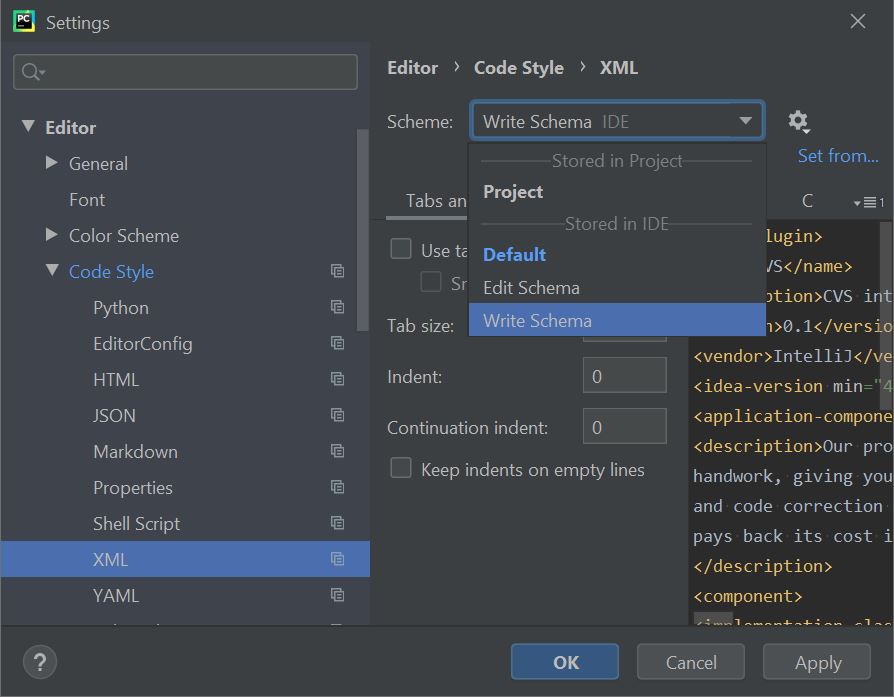 PC
Settings
Editor
General
Font
Color Scheme
Code Style
Python
EditorConfig
HTML
JSON
Markdown
Properties
Shell Script
XML
YAML
Editor › Code Style › XML
Scheme: Write Schema IDE
Set from...
Stored in Project
Project
Stored in IDE
Default
Edit Schema
Write Schema
Tabs an
C
1
Use ta
Tab size:
Indent: 0
Continuation indent: 0
Keep indents on empty lines
lugin>
VS</name>
ption>CVS int
>0.1</versio
<vendor>IntelliJ</ve
<idea-version min="4
<application-compone
<description>Our pro
handwork, giving you
and code correction
pays back its cost i
</description>
<component>
?
OK
Cancel
Apply